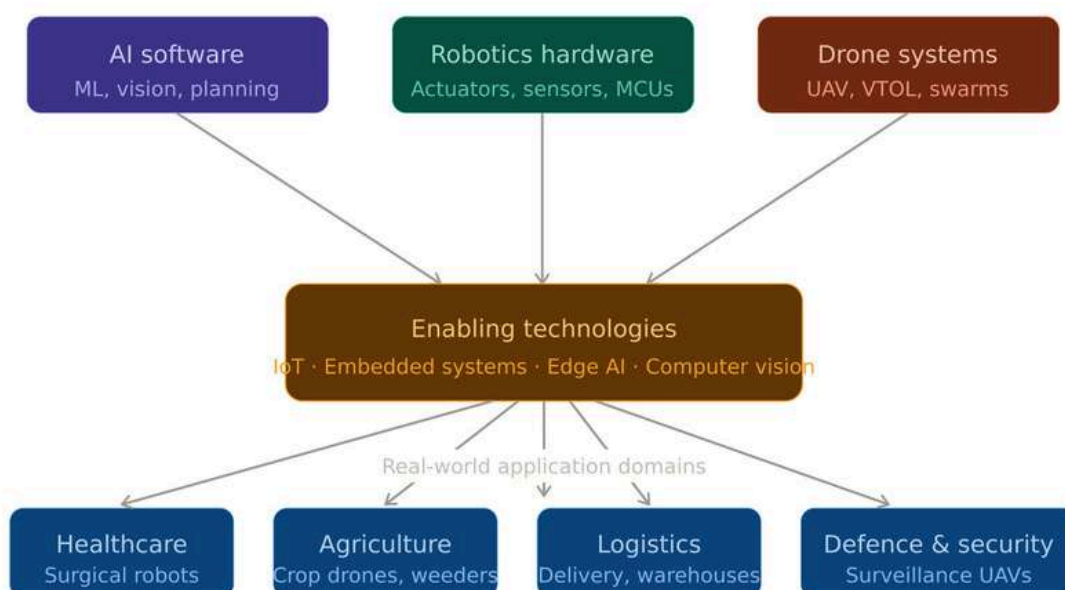 AI software
ML, vision, planning
Robotics hardware
Actuators, sensors, MCUs
Drone systems
UAV, VTOL, swarms
Enabling technologies
IoT · Embedded systems · Edge AI · Computer vision
Real-world application domains
Healthcare
Surgical robots
Agriculture
Crop drones, weeders
Logistics
Delivery, warehouses
Defence & security
Surveillance UAVs